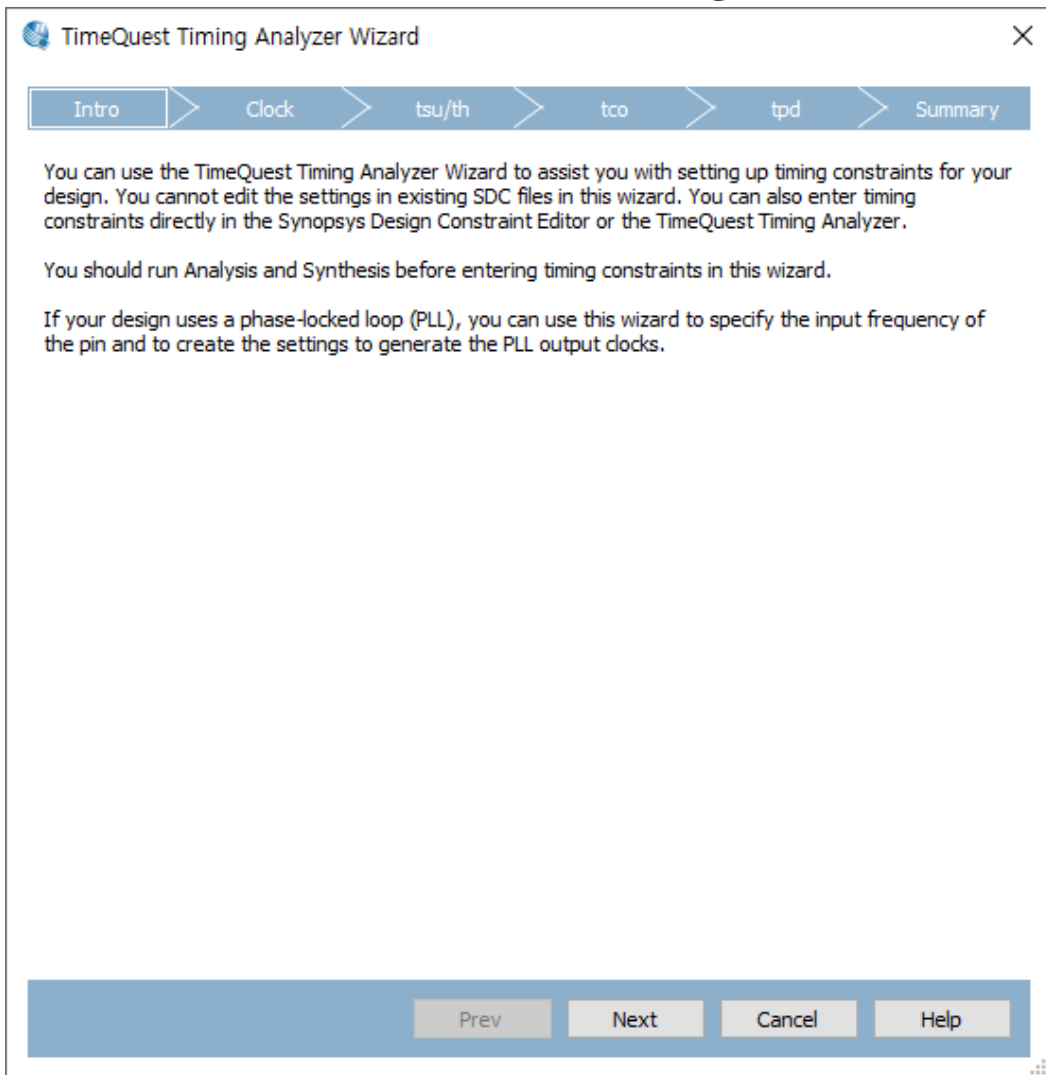 TimeQuest Timing Analyzer Wizard
Intro Clock tsu/th tco tpd Summary
You can use the TimeQuest Timing Analyzer Wizard to assist you with setting up timing constraints for your
design. You cannot edit the settings in existing SDC files in this wizard. You can also enter timing
constraints directly in the Synopsys Design Constraint Editor or the TimeQuest Timing Analyzer.
You should run Analysis and Synthesis before entering timing constraints in this wizard.
If your design uses a phase-locked loop (PLL), you can use this wizard to specify the input frequency of
the pin and to create the settings to generate the PLL output clocks.
Prev Next Cancel Help